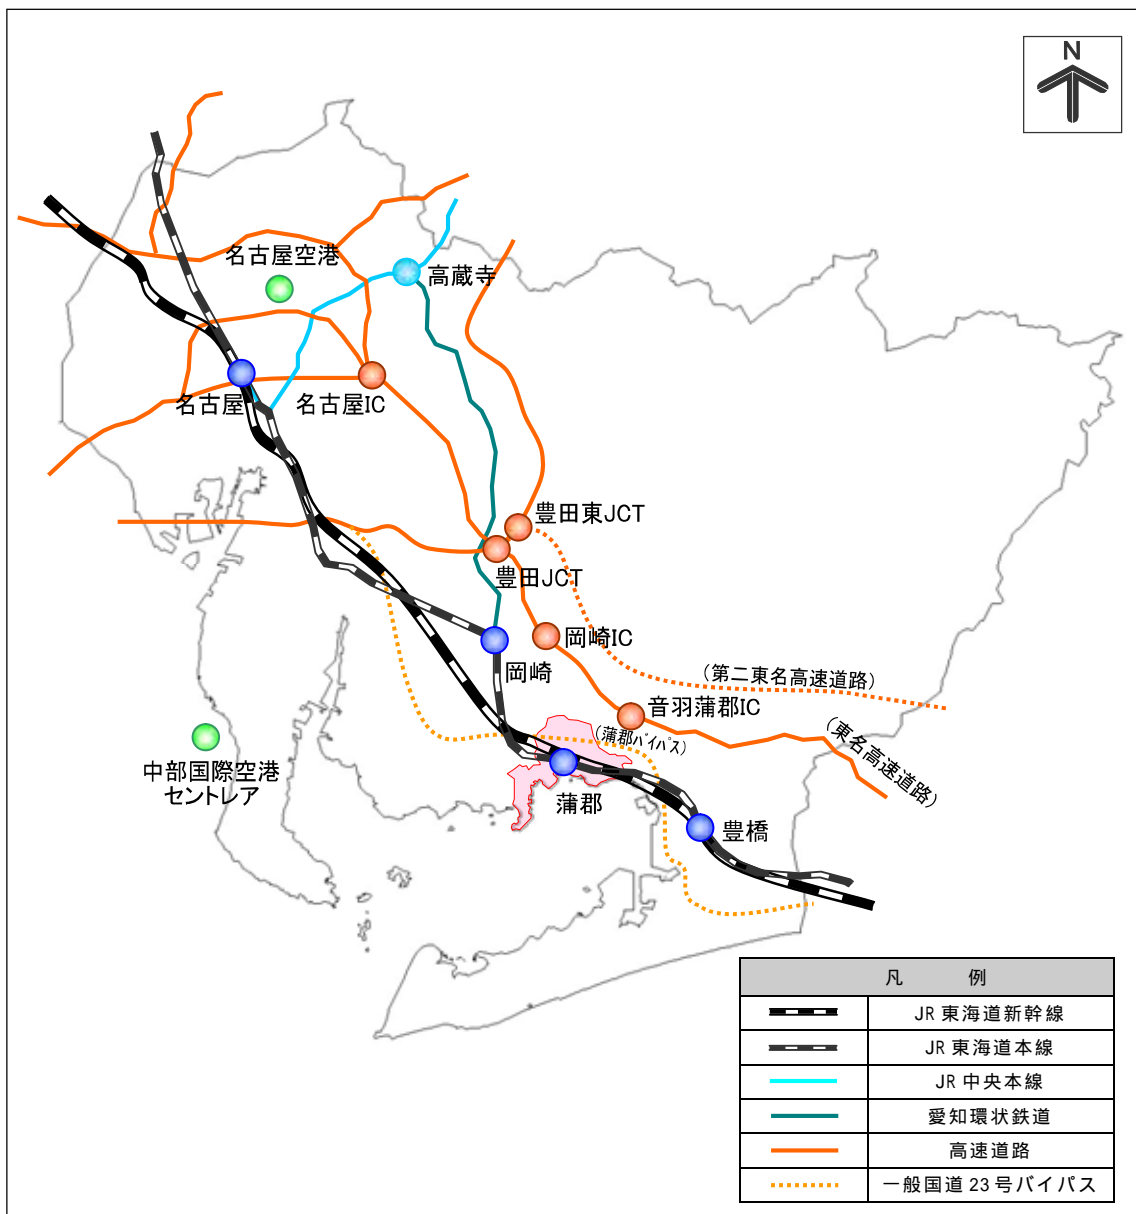 N
名古屋空港
高蔵寺
名古屋
名古屋IC
豊田東JCT
豊田JCT
岡崎IC
岡崎
(第二東名高速道路)
音羽蒲郡IC
(蒲郡ﾊﾞｲﾊﾟｽ)
(東名高速道路)
中部国際空港
セントレア
蒲郡
豊橋
凡 例
JR 東海道新幹線
JR 東海道本線
JR 中央本線
愛知環状鉄道
高速道路
一般国道 23 号バイパス